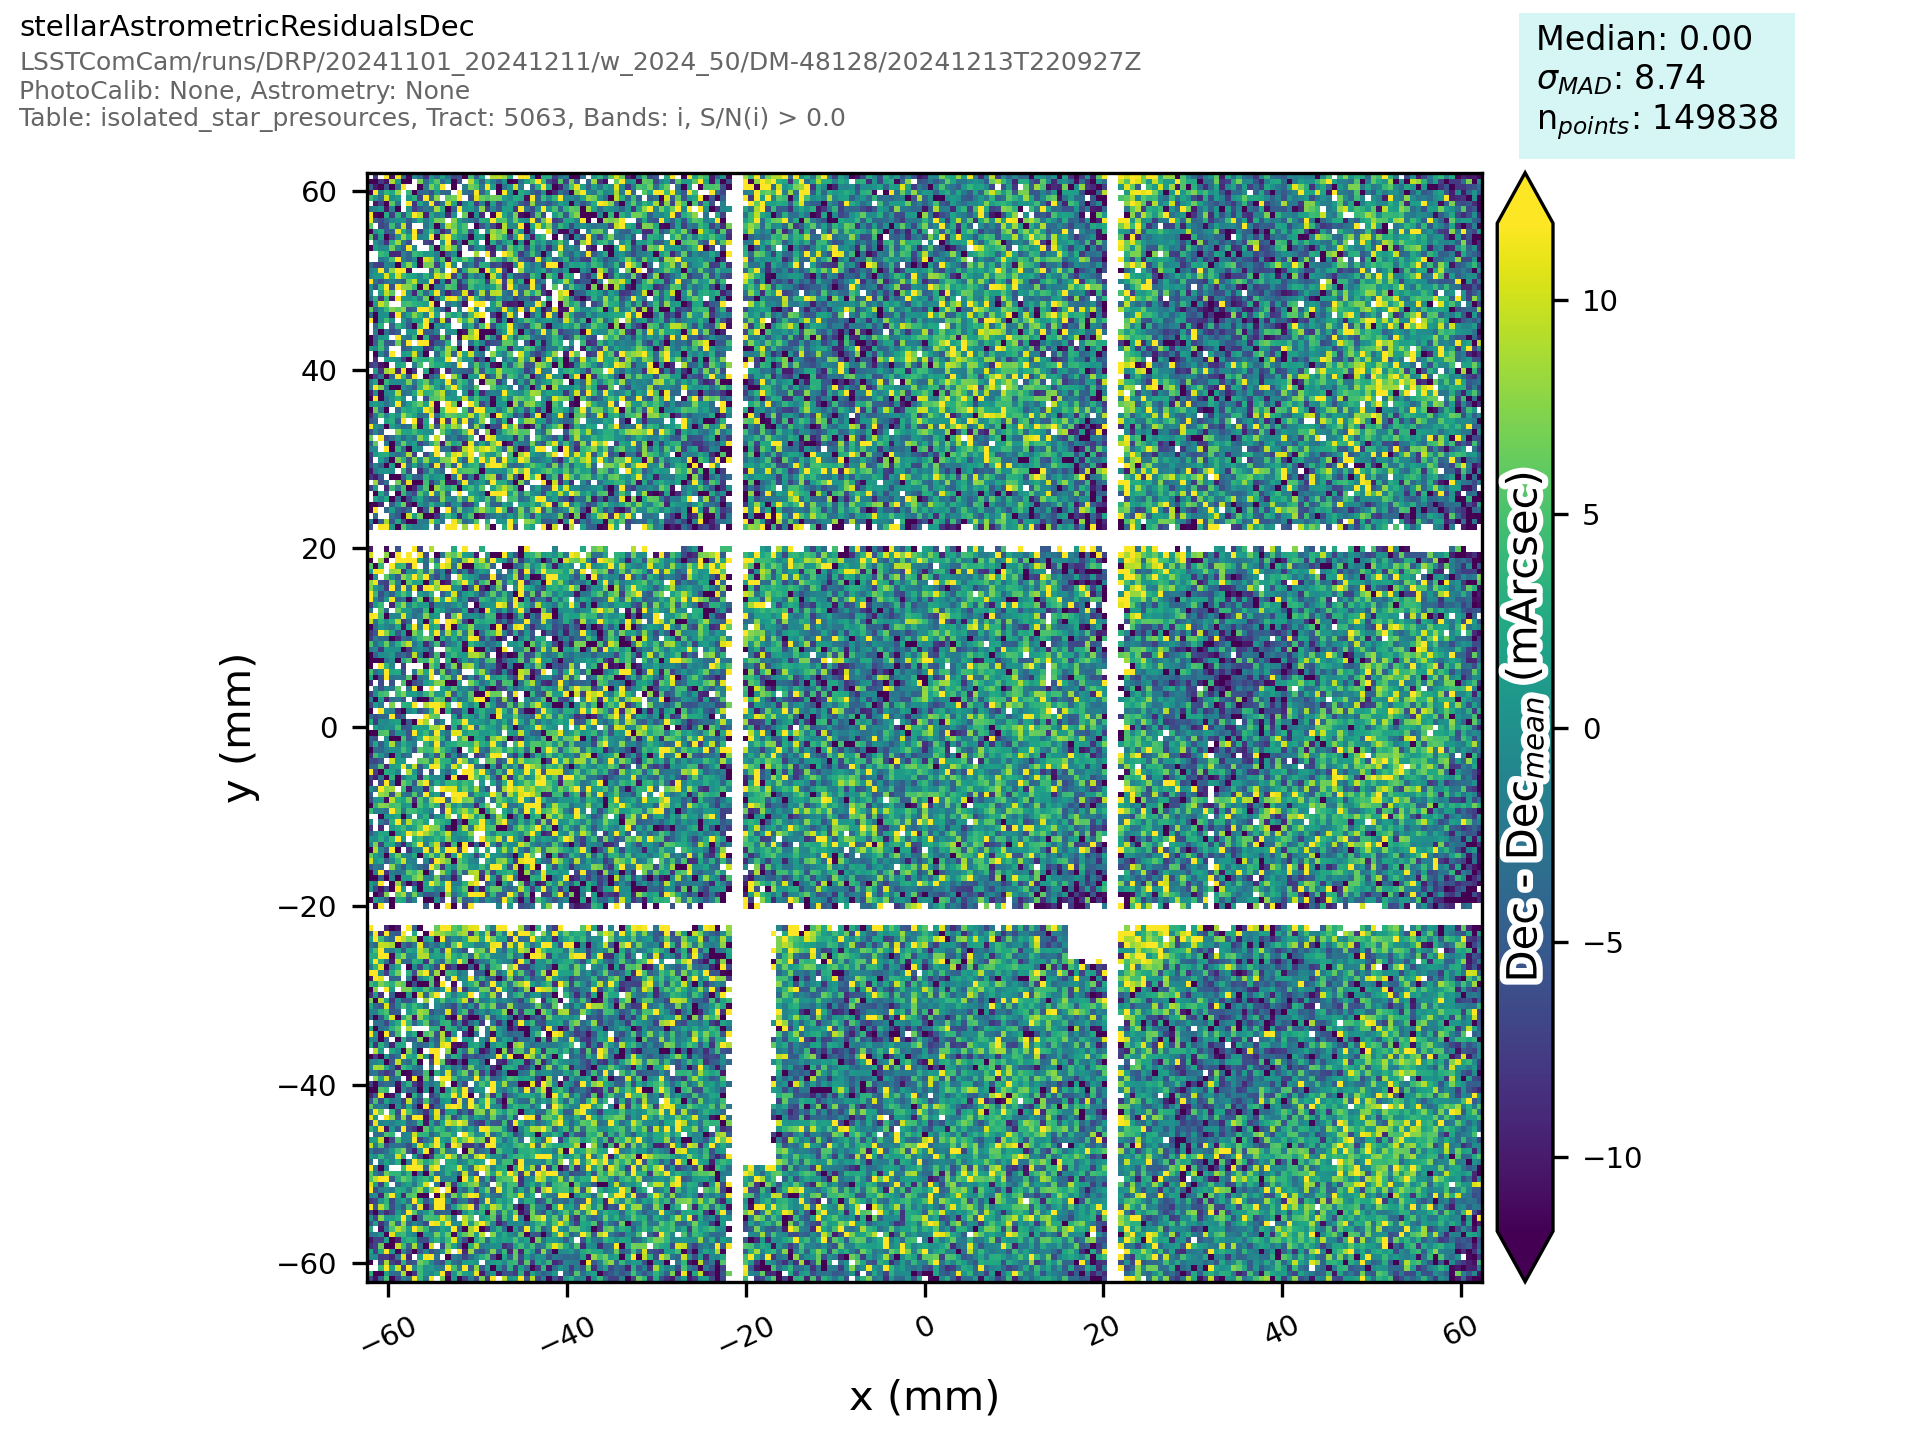 stellarAstrometricResidualsDec
LSSTComCam/runs/DRP/20241101_20241211/w_2024_50/DM-48128/20241213T220927Z
PhotoCalib: None, Astrometry: None
Table: isolated_star_presources, Tract: 5063, Bands: i, S/N(i) > 0.0
Median: 0.00
σMAD: 8.74
npoints: 149838
60
40
20
0
−20
−40
−60
y (mm)
−60
−40
−20
0
20
40
60
x (mm)
10
5
0
−5
−10
Dec - Decmean (mArcsec)